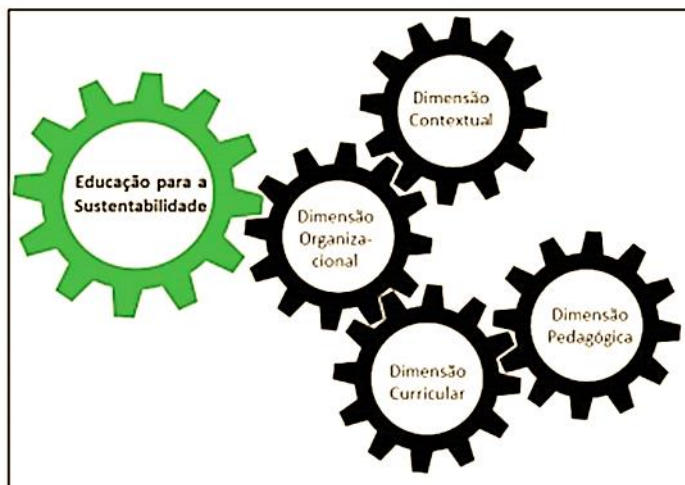 Educação para a
Sustentabilidade
Dimensão
Contextual
Dimensão
Organiza-
cional
Dimensão
Curricular
Dimensão
Pedagógica